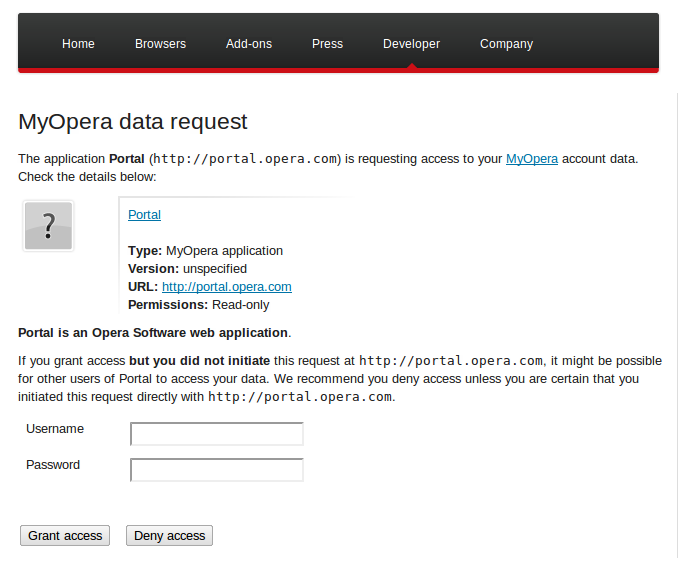 Home Browsers Add-ons Press Developer Company
MyOpera data request
The application Portal (http://portal.opera.com) is requesting access to your MyOpera account data.
Check the details below:
?
Portal
Type: MyOpera application
Version: unspecified
URL: http://portal.opera.com
Permissions: Read-only
Portal is an Opera Software web application.
If you grant access but you did not initiate this request at http://portal.opera.com, it might be possible
for other users of Portal to access your data. We recommend you deny access unless you are certain that you
initiated this request directly with http://portal.opera.com.
Username
Password
Grant access Deny access